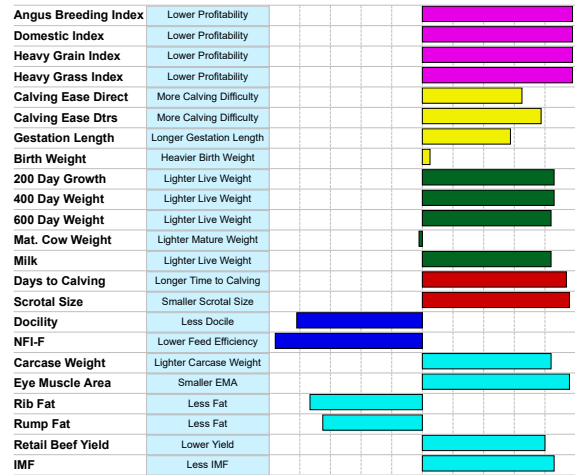 Angus Breeding Index Lower Profitability
Domestic Index Lower Profitability
Heavy Grain Index Lower Profitability
Heavy Grass Index Lower Profitability
Calving Ease Direct More Calving Difficulty
Calving Ease Dtrs More Calving Difficulty
Gestation Length Longer Gestation Length
Birth Weight Heavier Birth Weight
200 Day Growth Lighter Live Weight
400 Day Weight Lighter Live Weight
600 Day Weight Lighter Live Weight
Mat. Cow Weight Lighter Mature Weight
Milk Lighter Live Weight
Days to Calving Longer Time to Calving
Scrotal Size Smaller Scrotal Size
Docility Less Docile
NFI-F Lower Feed Efficiency
Carcase Weight Lighter Carcase Weight
Eye Muscle Area Smaller EMA
Rib Fat Less Fat
Rump Fat Less Fat
Retail Beef Yield Lower Yield
IMF Less IMF